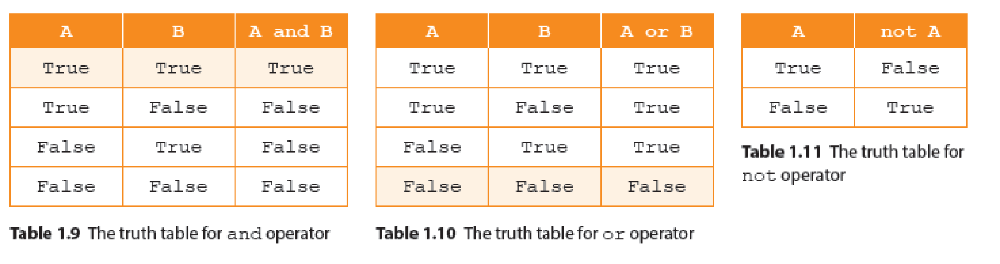 A B A and B
True True True
True False False
False True False
False False False
Table 1.9 The truth table for and operator
A B A or B
True True True
True False True
False True True
False False False
Table 1.10 The truth table for or operator
A not A
True False
False True
Table 1.11 The truth table for
not operator